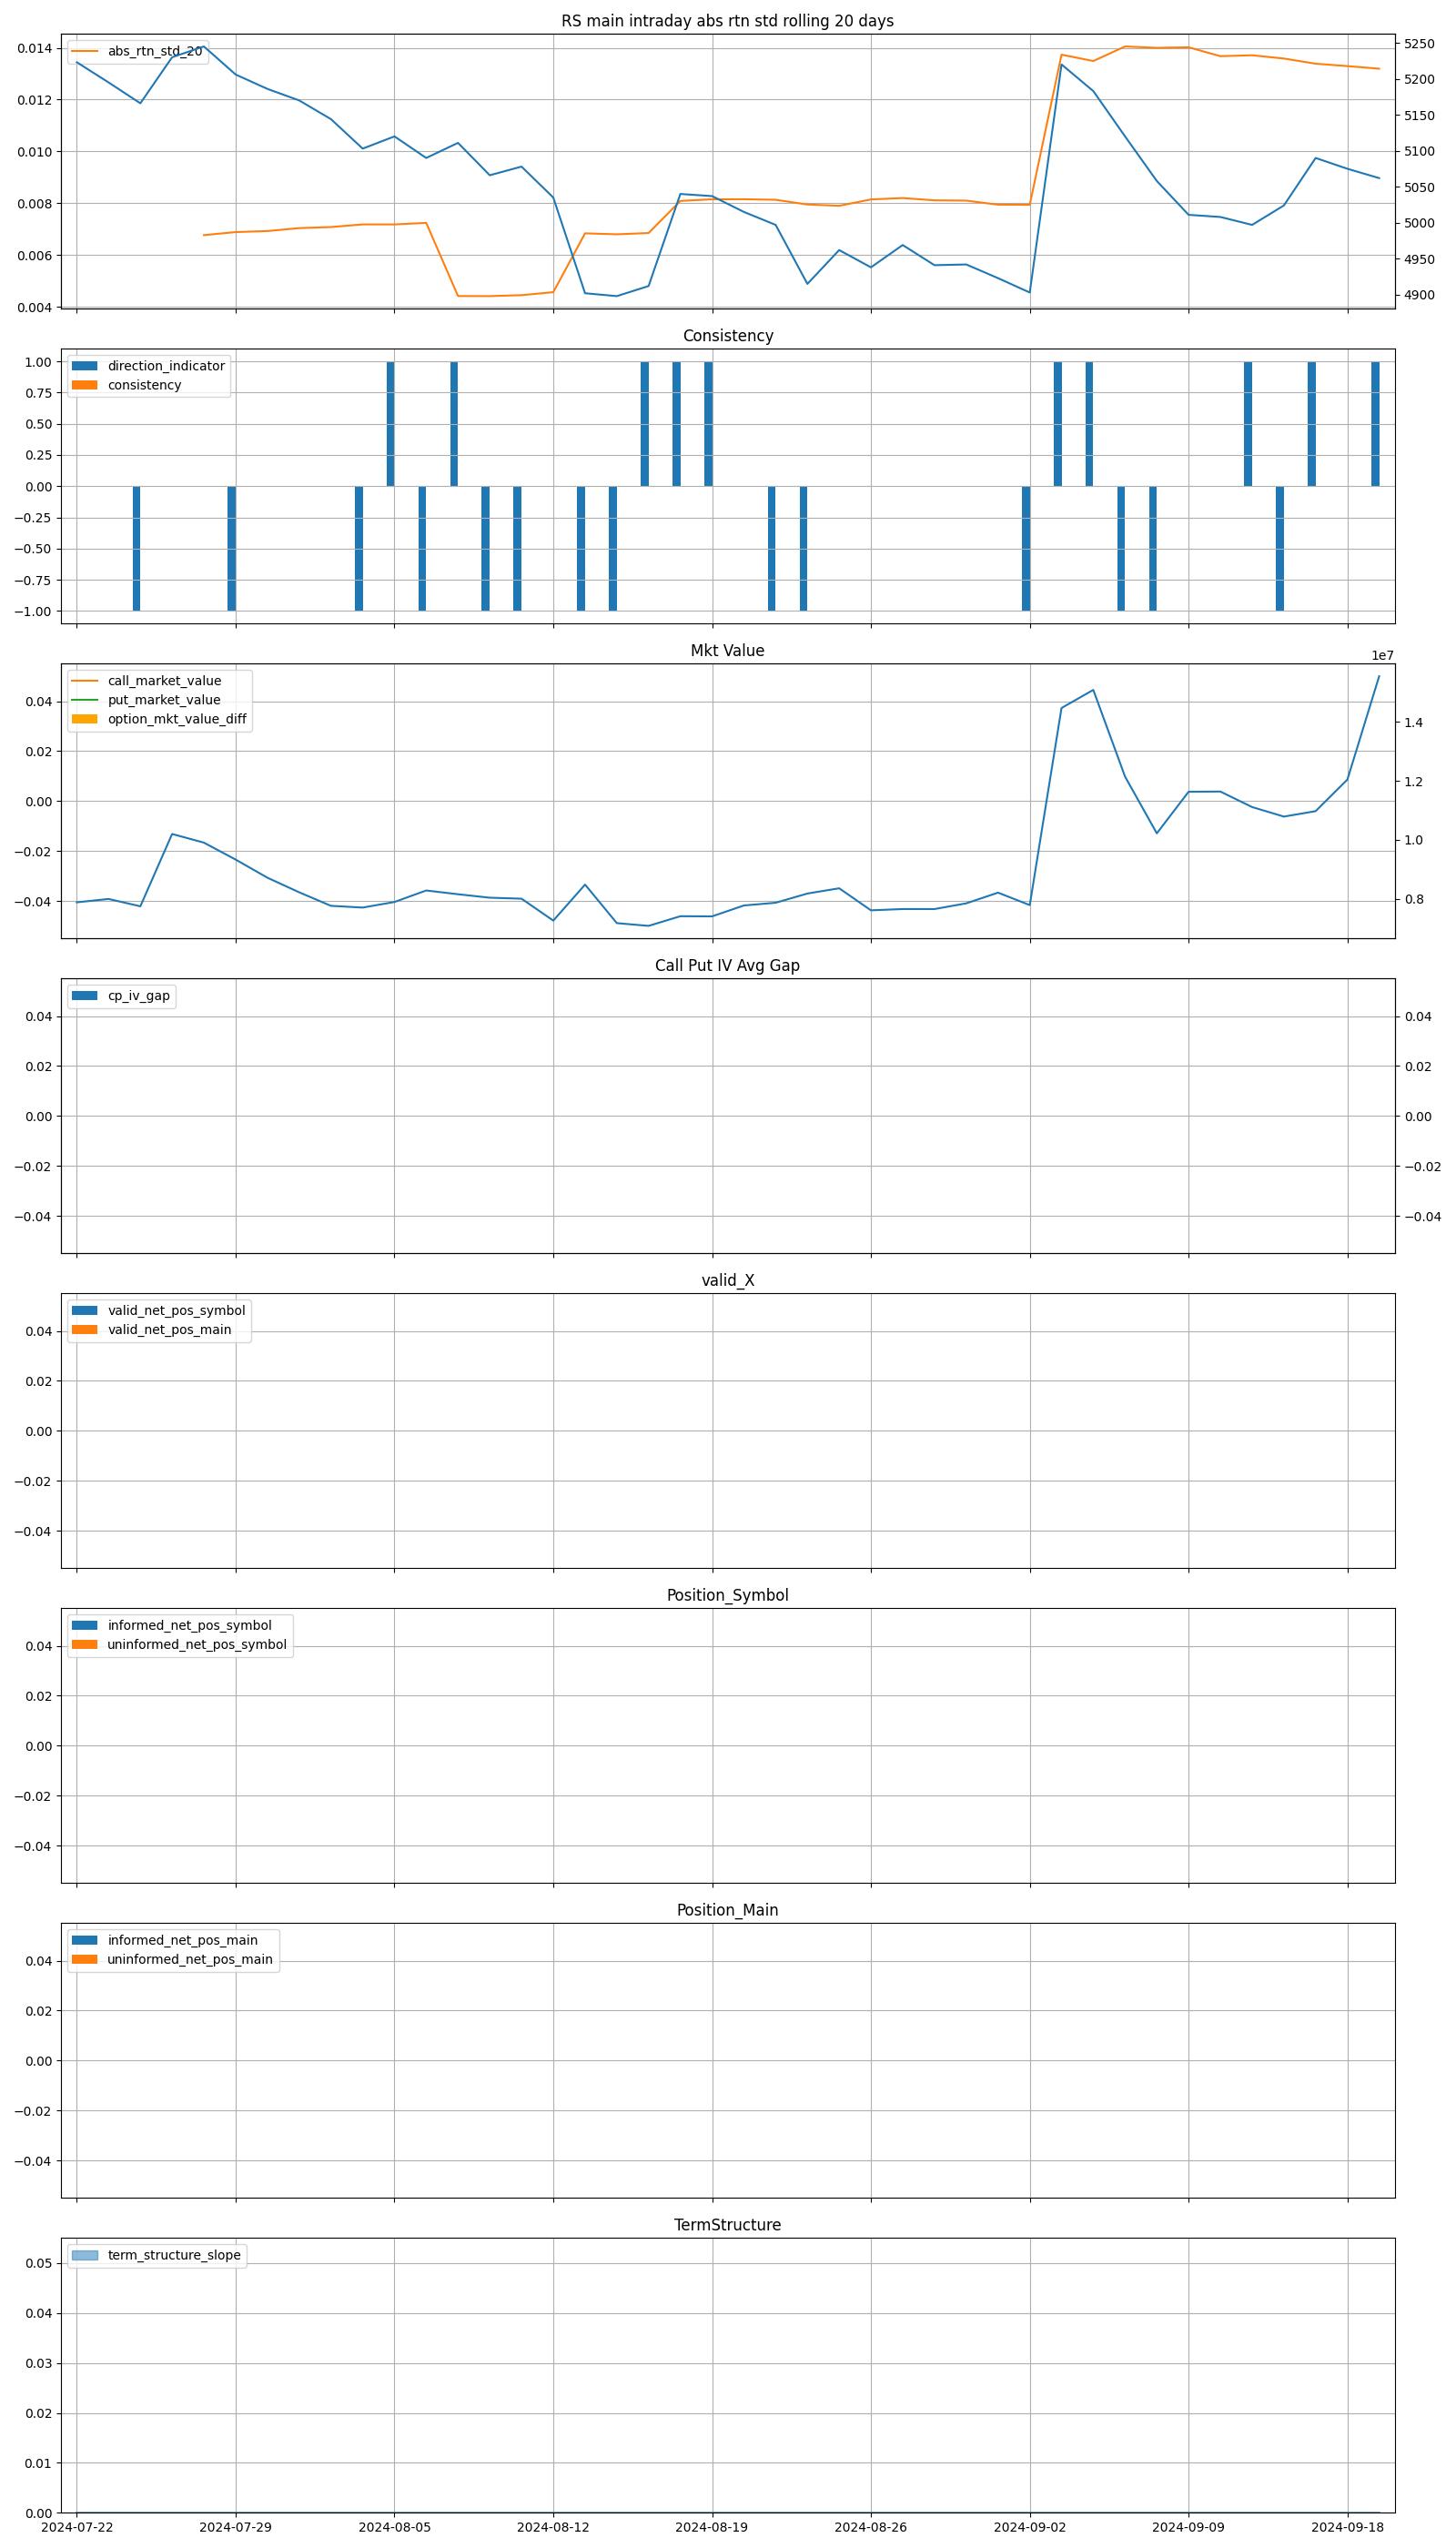 RS main intraday abs rtn std rolling 20 days
abs_rtn_std_20
0.014
0.012
0.010
0.008
0.006
0.004
5250
5200
5150
5100
5050
5000
4950
4900
Consistency
direction_indicator
consistency
1.00
0.75
0.50
0.25
0.00
−0.25
−0.50
−0.75
−1.00
Mkt Value
1e7
call_market_value
put_market_value
option_mkt_value_diff
0.04
0.02
0.00
−0.02
−0.04
1.4
1.2
1.0
0.8
Call Put IV Avg Gap
cp_iv_gap
0.04
0.02
0.00
−0.02
−0.04
0.04
0.02
0.00
−0.02
−0.04
valid_X
valid_net_pos_symbol
valid_net_pos_main
0.04
0.02
0.00
−0.02
−0.04
Position_Symbol
informed_net_pos_symbol
uninformed_net_pos_symbol
0.04
0.02
0.00
−0.02
−0.04
Position_Main
informed_net_pos_main
uninformed_net_pos_main
0.04
0.02
0.00
−0.02
−0.04
TermStructure
term_structure_slope
0.05
0.04
0.03
0.02
0.01
0.00
2024-07-22 2024-07-29 2024-08-05 2024-08-12 2024-08-19 2024-08-26 2024-09-02 2024-09-09 2024-09-18